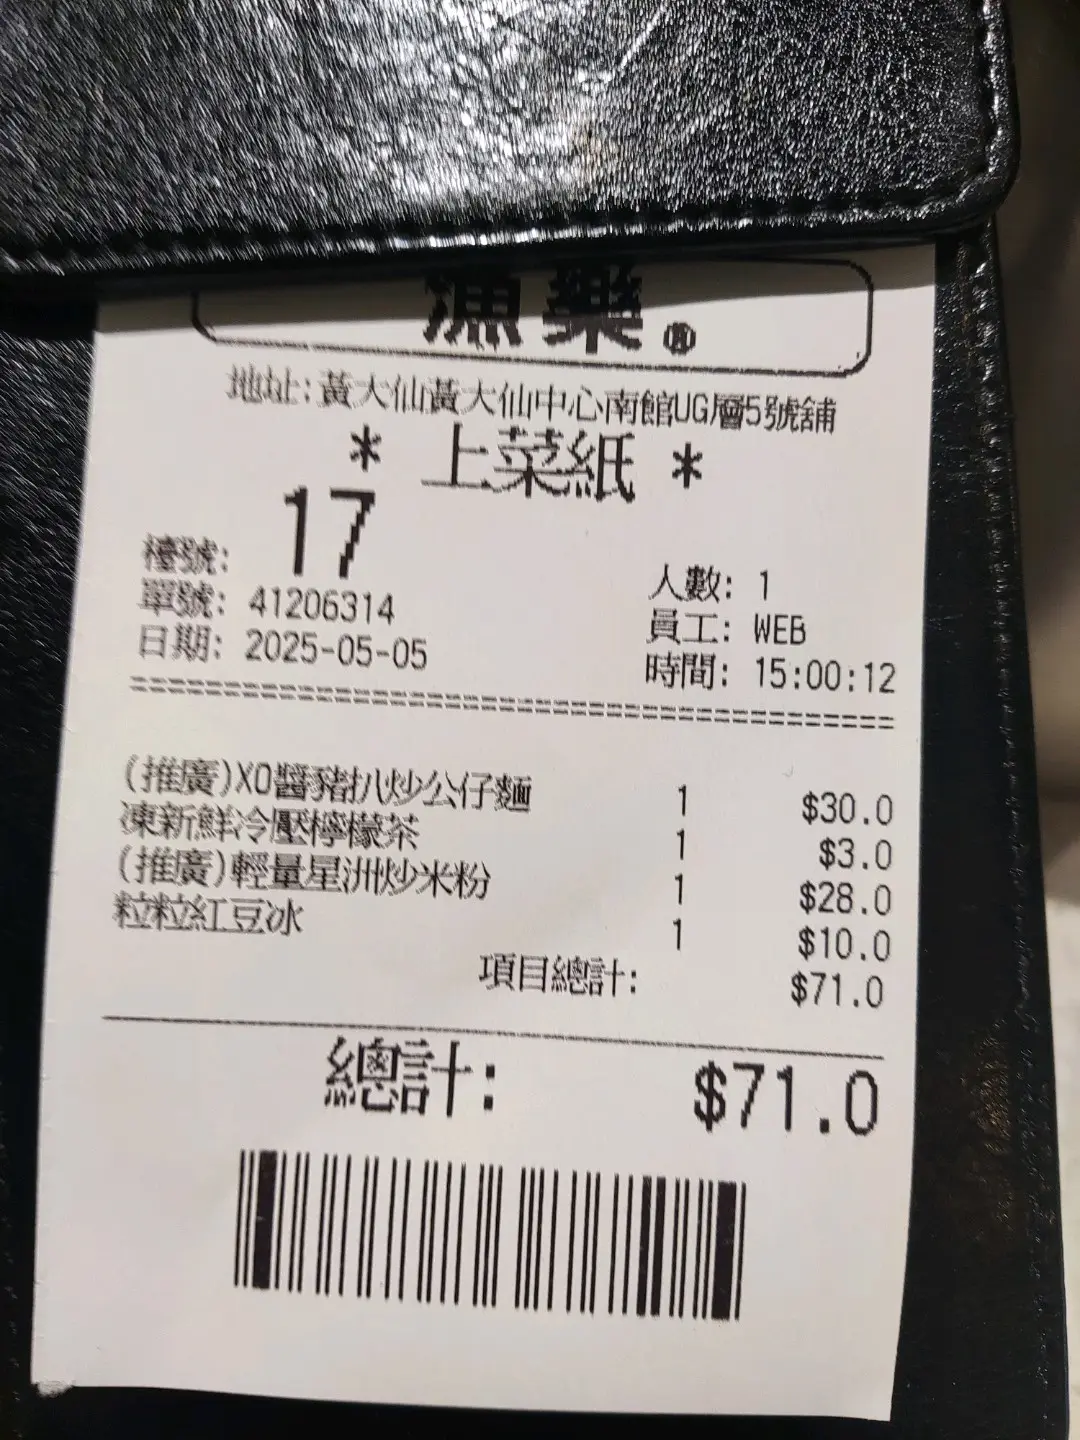 漁樂®
地址:黃大仙黃大仙中心南館UG層5號舖
* 上菜紙 *
檯號: 17
人數: 1
單號: 41206314
員工: WEB
日期: 2025-05-05
時間: 15:00:12
(推廣)XO醬豬扒炒公仔麵 1 $30.0
凍新鮮冷壓檸檬茶 1 $3.0
(推廣)輕量星洲炒米粉 1 $28.0
粒粒紅豆冰 1 $10.0
項目總計: $71.0
總計: $71.0